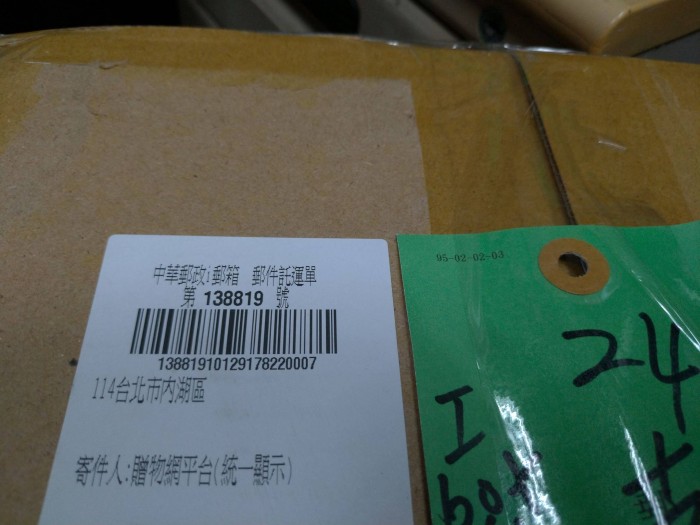 中華郵政i郵箱 郵件託運單
第 138819 號
13881910129178220007
114台北市內湖區
寄件人:贈物網平台(統一顯示)
95-02-02-03
24
I